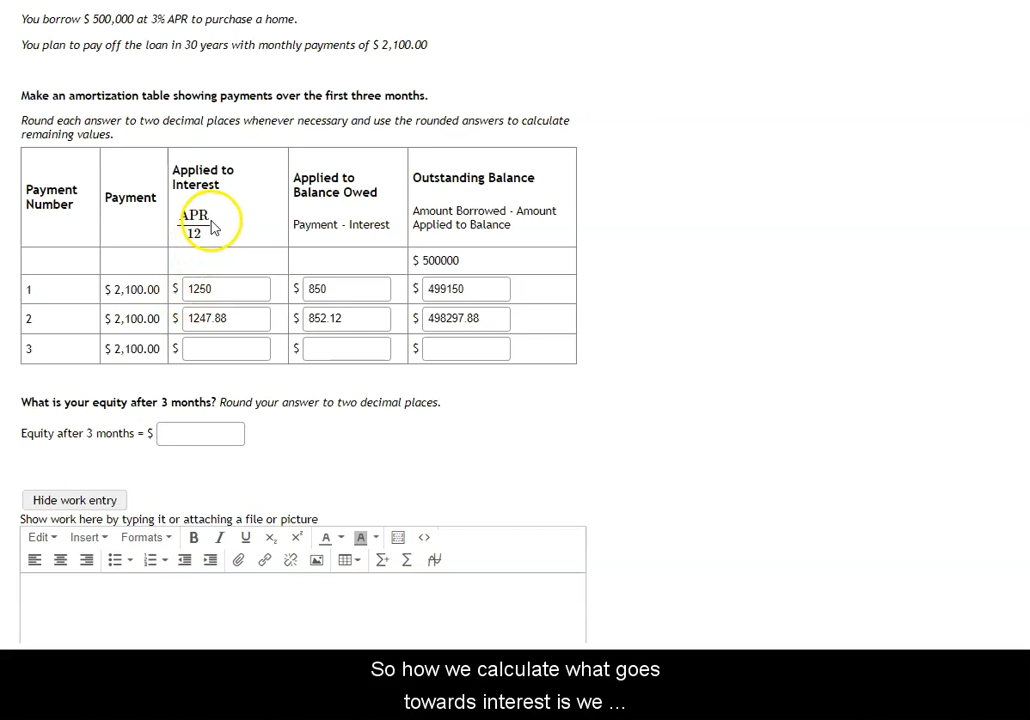 You borrow $ 500,000 at 3% APR to purchase a home.
You plan to pay off the loan in 30 years with monthly payments of $ 2,100.00
Make an amortization table showing payments over the first three months.
Round each answer to two decimal places whenever necessary and use the rounded answers to calculate
remaining values.
Payment Number
Payment
Applied to Interest
APR
12
Applied to Balance Owed
Payment - Interest
Outstanding Balance
Amount Borrowed - Amount Applied to Balance
$ 500000
1 $ 2,100.00 $ 1250 $ 850 $ 499150
2 $ 2,100.00 $ 1247.88 $ 852.12 $ 498297.88
3 $ 2,100.00 $ $ $
What is your equity after 3 months? Round your answer to two decimal places.
Equity after 3 months = $
Hide work entry
Show work here by typing it or attaching a file or picture
Edit Insert Formats B I U x₂ x² A A <>
So how we calculate what goes
towards interest is we ...